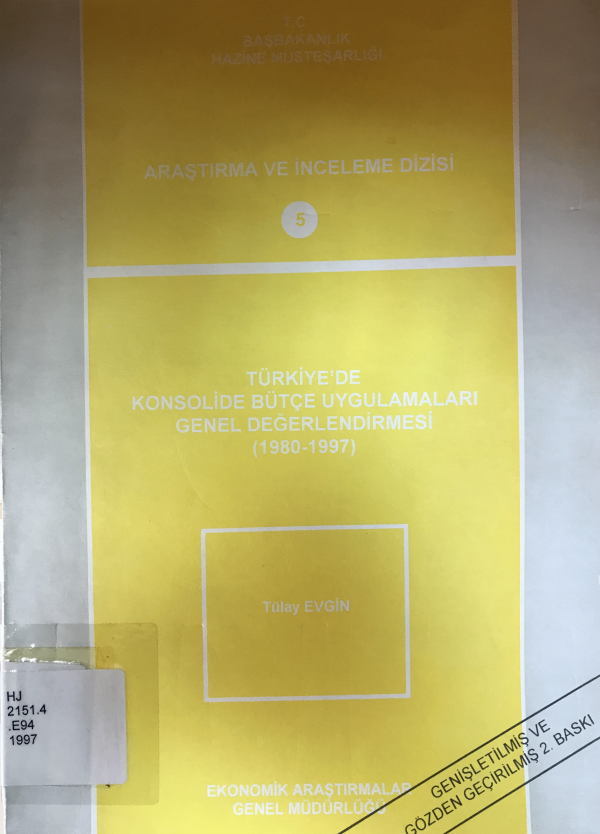 T.C.
BAŞBAKANLIK
HAZİNE MÜSTEŞARLIĞI
ARAŞTIRMA VE İNCELEME DİZİSİ
5
TÜRKİYE'DE
KONSOLİDE BÜTÇE UYGULAMALARI
GENEL DEĞERLENDİRMESİ
(1980-1997)
Tülay EVGİN
HJ
2151.4
.E94
1997
EKONOMİK ARAŞTIRMALAR
GENEL MÜDÜRLÜĞÜ
GENİŞLETİLMİŞ VE
GÖZDEN GEÇİRİLMİŞ 2. BASKI